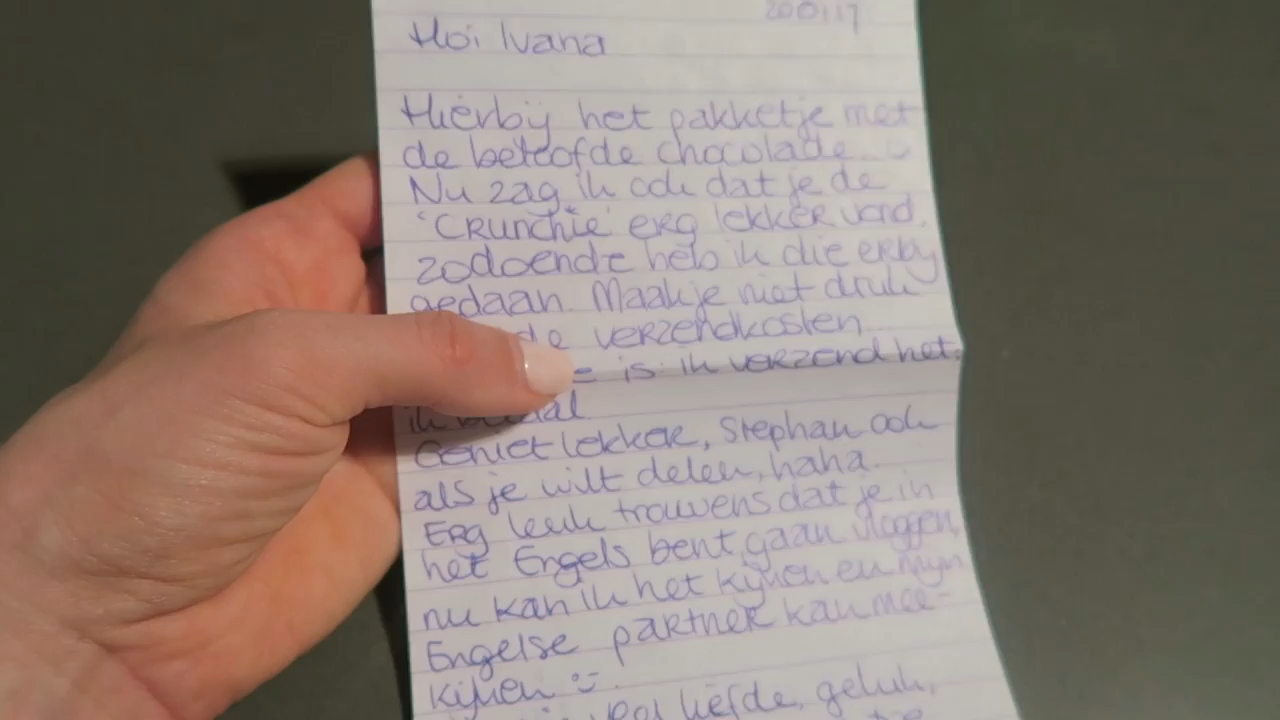 200117
Hoi Ivana
Hierbij het pakketje met
de beloofde chocolade
Nu zag ik ook dat je de
'CRunchie' eRg lekkeR vond.
zodoende heb ik die eRbij
gedaan. Maak je niet druk
de veRzendkosten
is: ik veRzend het
ik
Geniet lekkeR, Stephan ook
als je wilt delen, haha.
ERg leuk trouwens dat je in
het Engels bent gaan vloggen,
nu kan ik het kijken en mijn
Engelse paRtneR kan mee-
kijken :-)
veel liefde, geluk,